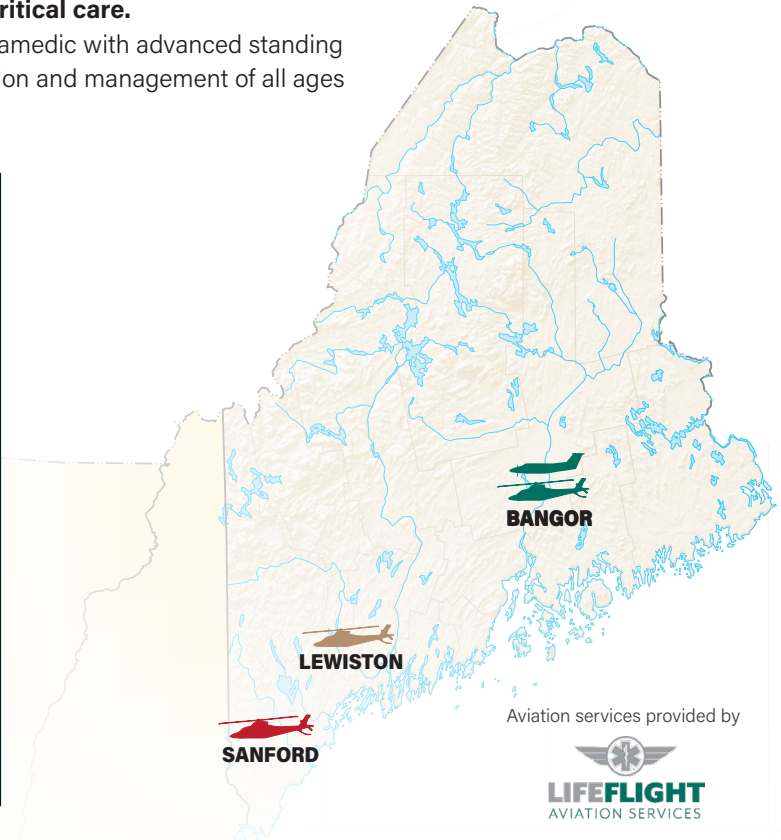 ritical care.
amedic with advanced standing
ion and management of all ages
BANGOR
LEWISTON
SANFORD
Aviation services provided by
LIFEFLIGHT
AVIATION SERVICES